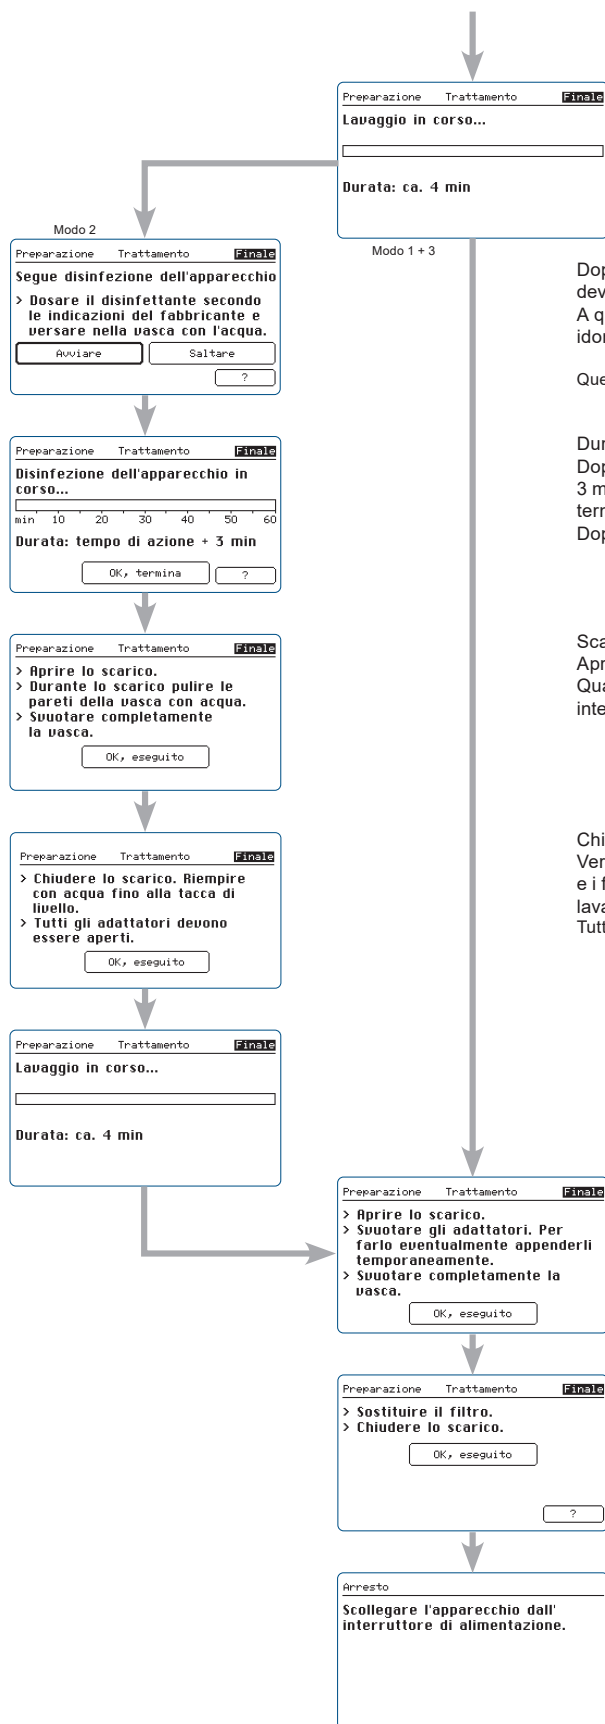 Preparazione Trattamento Finale
Lavaggio in corso...
Durata: ca. 4 min
Modo 2
Modo 1 + 3
Preparazione Trattamento Finale
Segue disinfezione dell'apparecchio
> Dosare il disinfettante secondo
le indicazioni del fabbricante e
versare nella vasca con l'acqua.
Avviare Saltare
?
Preparazione Trattamento Finale
Disinfezione dell'apparecchio in
corso...
min 10 20 30 40 50 60
Durata: tempo di azione + 3 min
OK, termina ?
Preparazione Trattamento Finale
> Aprire lo scarico.
> Durante lo scarico pulire le
pareti della vasca con acqua.
> Svuotare completamente
la vasca.
OK, eseguito
Preparazione Trattamento Finale
> Chiudere lo scarico. Riempire
con acqua fino alla tacca di
livello.
> Tutti gli adattatori devono
essere aperti.
OK, eseguito
Preparazione Trattamento Finale
Lavaggio in corso...
Durata: ca. 4 min
Preparazione Trattamento Finale
> Aprire lo scarico.
> Svuotare gli adattatori. Per
farlo eventualmente appenderli
temporaneamente.
> Svuotare completamente la
vasca.
OK, eseguito
Preparazione Trattamento Finale
> Sostituire il filtro.
> Chiudere lo scarico.
OK, eseguito
?
Arresto
Scollegare l'apparecchio dall'
interruttore di alimentazione.
A
3
e i